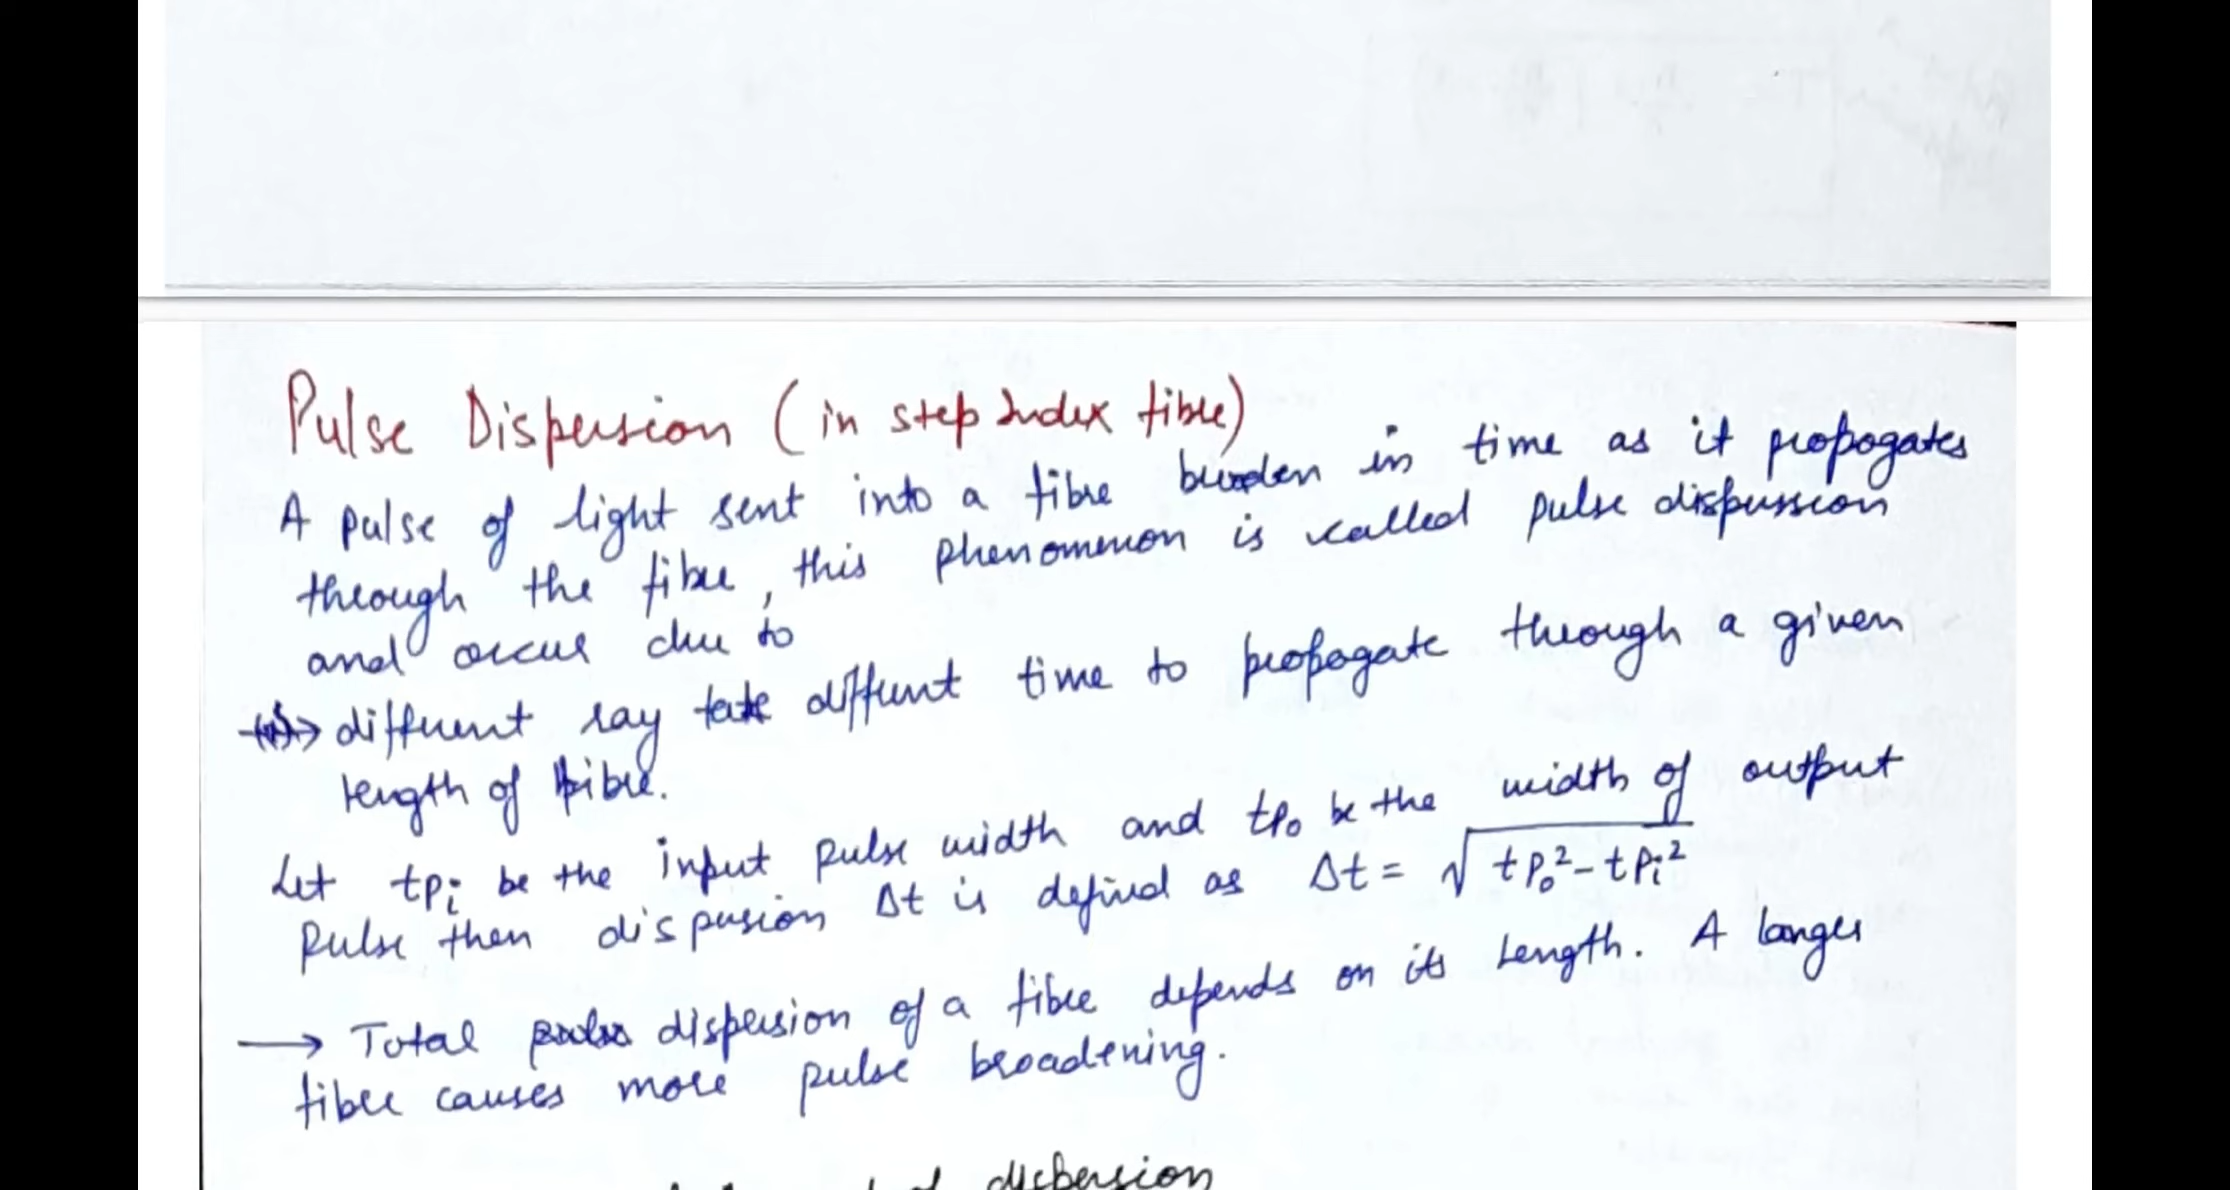 Pulse Dispersion (in step Index fibre)
A pulse of light sent into a fibre burden in time as it propogates
through the fibre, this phenomenon is called pulse dispersion
and occur due to
different ray take diffrent time to propogate through a given
length of fibre.
Let tpi be the input pulse width and tpo be the width of output
pulse then dispersion Δt is defined as Δt = √tpo²-tpi²
→ Total dispersion of a fibre depends on its length. A longer
fibre causes more pulse broadening.
dispersion